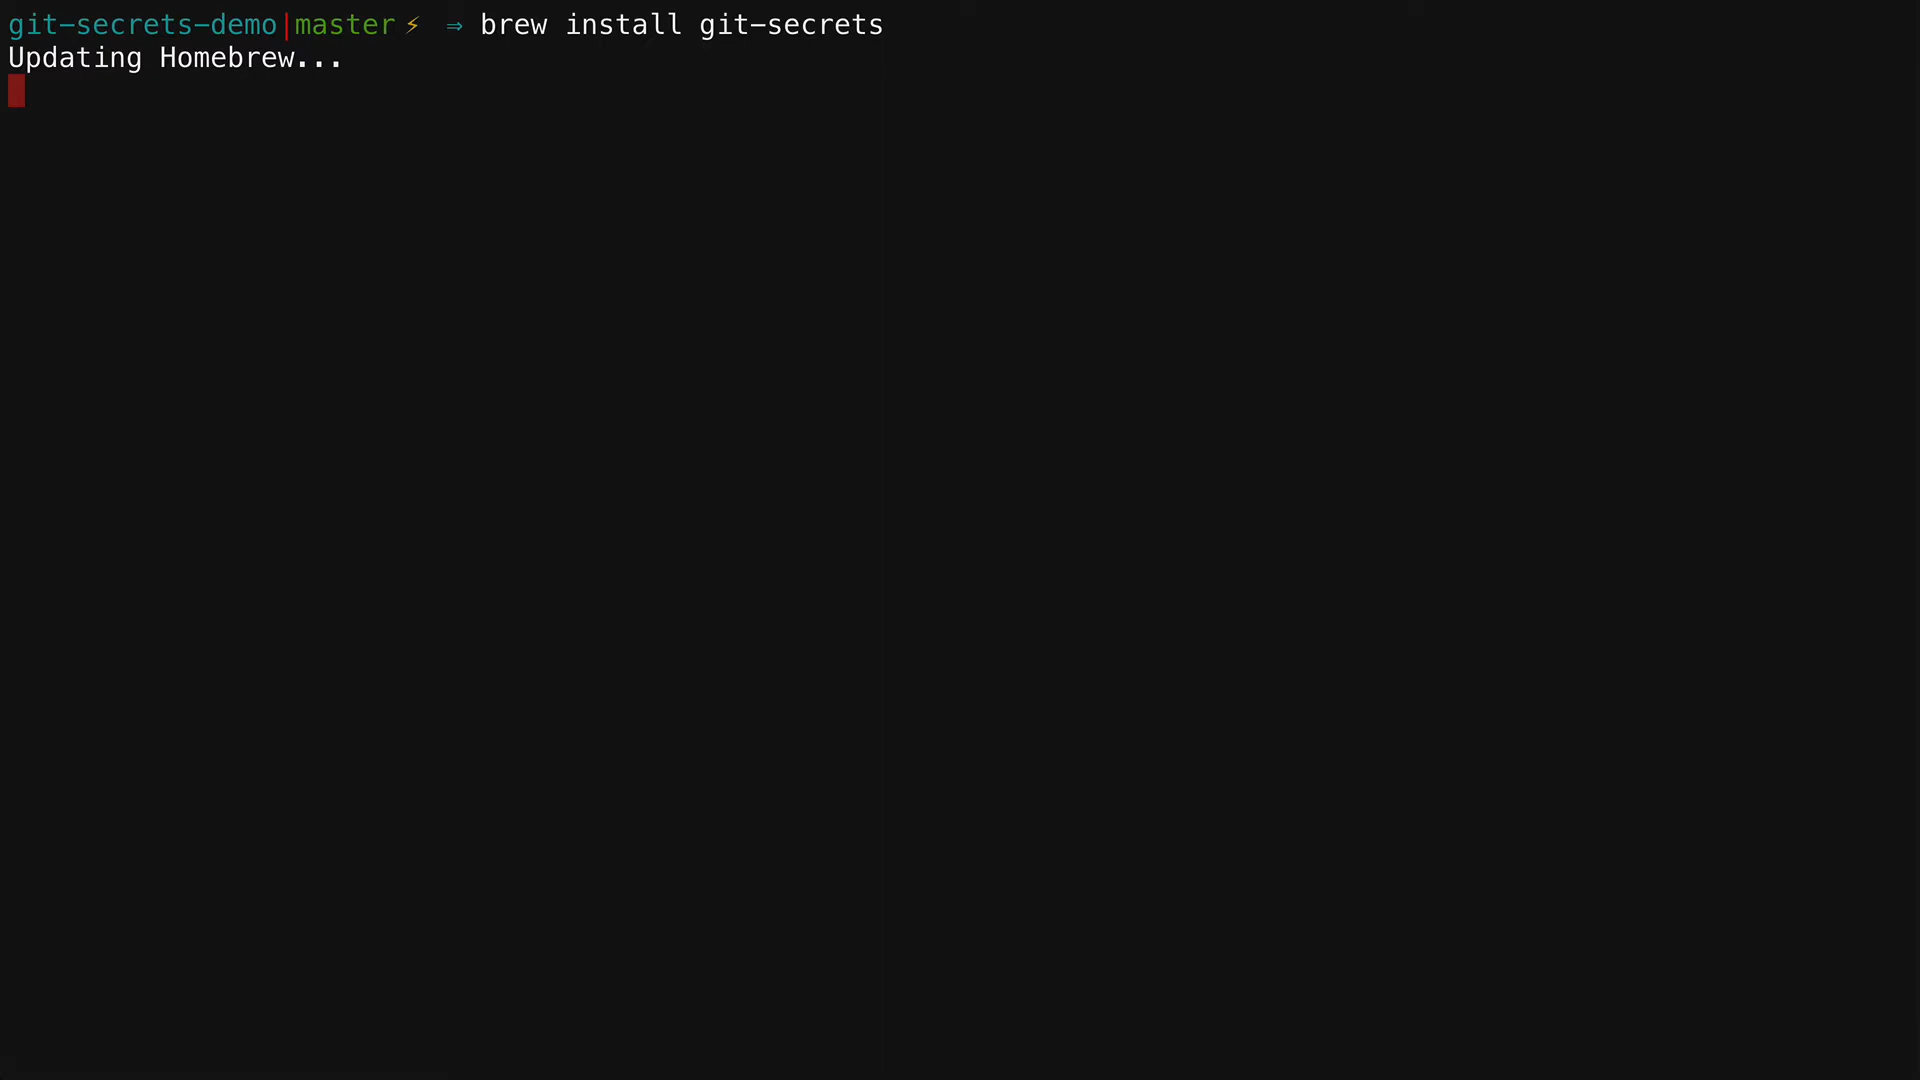 git-secrets-demo|master⚡ ⇒ brew install git-secrets
Updating Homebrew...